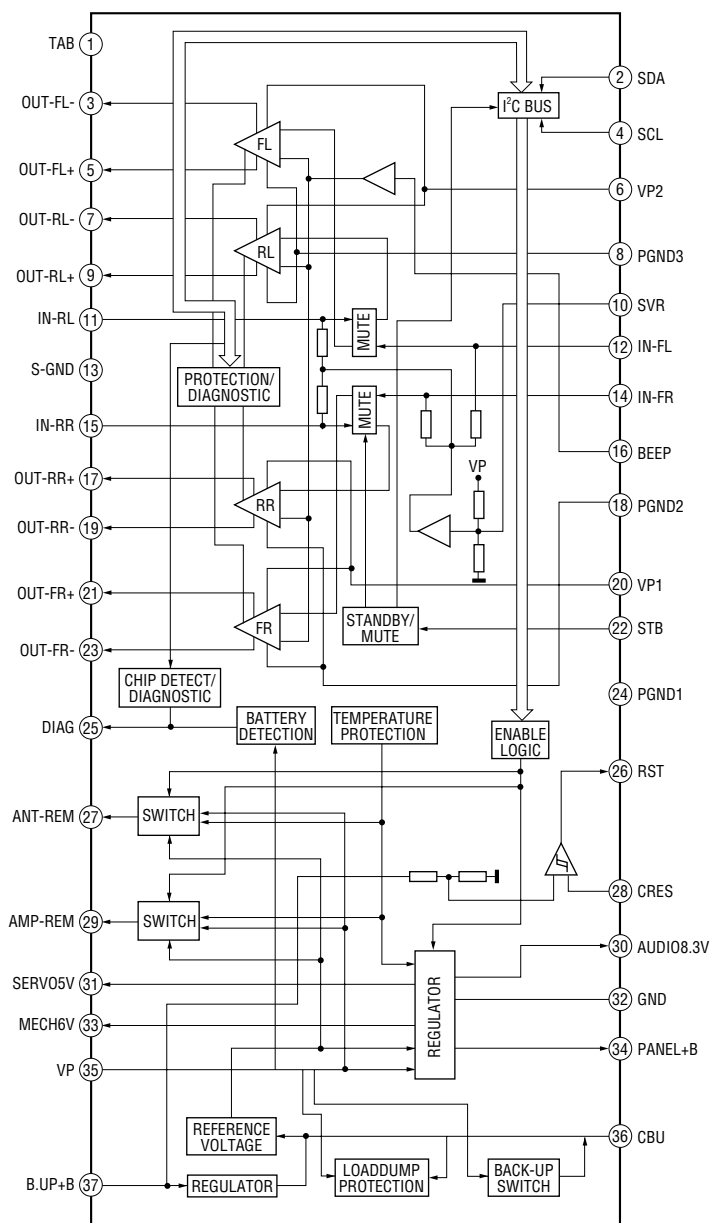 TAB 1
2 SDA
OUT-FL- 3
I²C BUS
4 SCL
FL
OUT-FL+ 5
6 VP2
OUT-RL- 7
RL
8 PGND3
OUT-RL+ 9
10 SVR
IN-RL 11
MUTE
12 IN-FL
S-GND 13
PROTECTION/
DIAGNOSTIC
14 IN-FR
MUTE
IN-RR 15
16 BEEP
VP
OUT-RR+ 17
RR
18 PGND2
OUT-RR- 19
20 VP1
OUT-FR+ 21
FR
STANDBY/
MUTE
22 STB
OUT-FR- 23
CHIP DETECT/
DIAGNOSTIC
24 PGND1
DIAG 25
BATTERY
DETECTION
TEMPERATURE
PROTECTION
ENABLE
LOGIC
26 RST
ANT-REM 27
SWITCH
28 CRES
AMP-REM 29
SWITCH
30 AUDIO8.3V
SERVO5V 31
REGULATOR
32 GND
MECH6V 33
34 PANEL+B
VP 35
REFERENCE
VOLTAGE
36 CBU
B.UP+B 37
REGULATOR
LOADDUMP
PROTECTION
BACK-UP
SWITCH